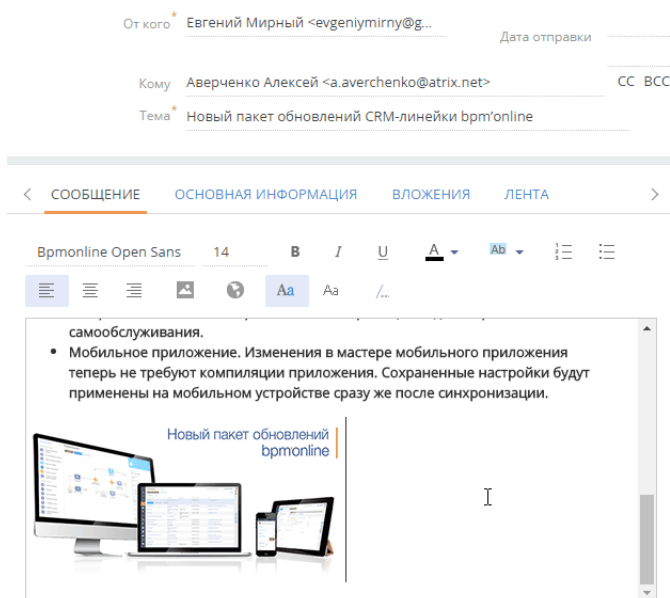 От кого* Евгений Мирный <evgeniymirny@g...
Дата отправки
Кому Аверченко Алексей <a.averchenko@atrix.net> CC BCC
Тема* Новый пакет обновлений CRM-линейки bpm'online
СООБЩЕНИЕ ОСНОВНАЯ ИНФОРМАЦИЯ ВЛОЖЕНИЯ ЛЕНТА
Bpmonline Open Sans 14 B I U A Ab
Aa Aa /...
самообслуживания.
• Мобильное приложение. Изменения в мастере мобильного приложения
теперь не требуют компиляции приложения. Сохраненные настройки будут
применены на мобильном устройстве сразу же после синхронизации.
Новый пакет обновлений
bpmonline